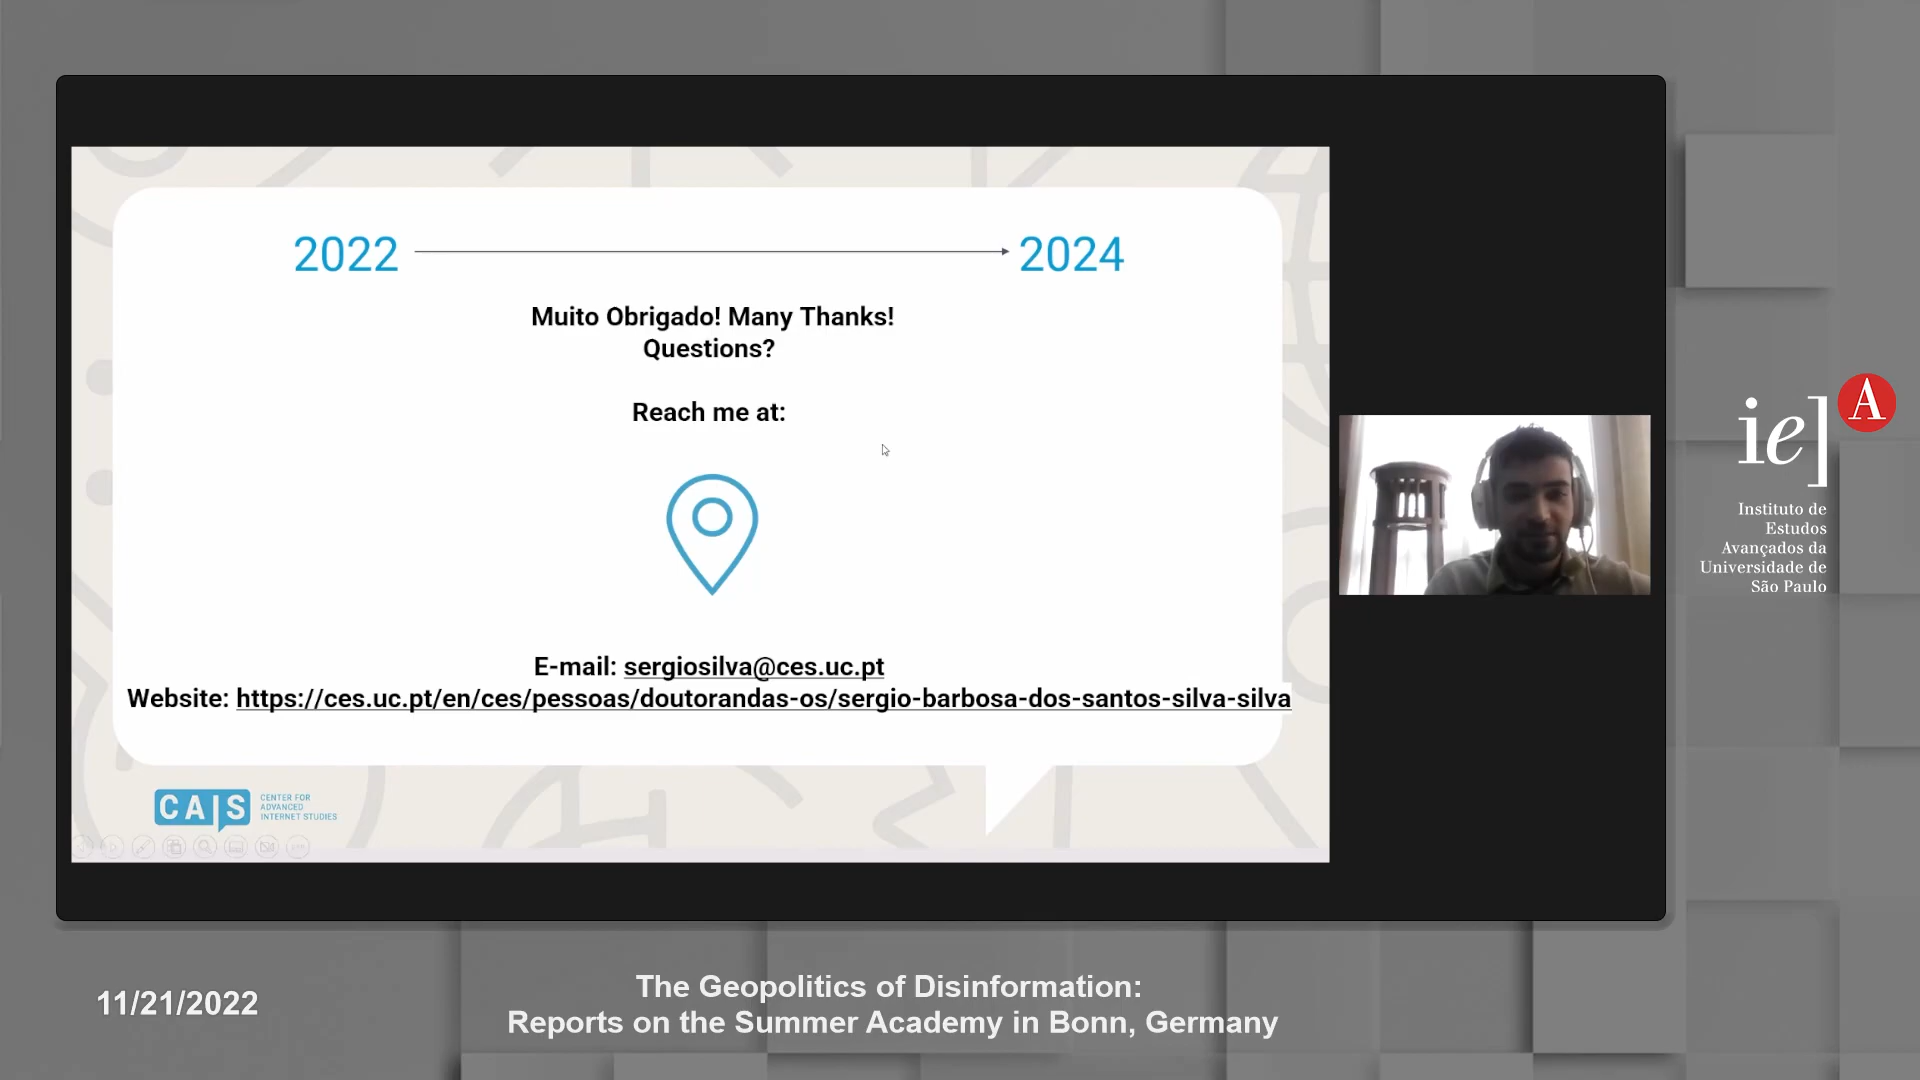 2022
2024
Muito Obrigado! Many Thanks!
Questions?
Reach me at:
E-mail: sergiosilva@ces.uc.pt
Website: https://ces.uc.pt/en/ces/pessoas/doutorandas-os/sergio-barbosa-dos-santos-silva-silva
CAIS
CENTER FOR
ADVANCED
INTERNET STUDIES
ie] A
Instituto de
Estudos
Avançados da
Universidade de
São Paulo
11/21/2022
The Geopolitics of Disinformation:
Reports on the Summer Academy in Bonn, Germany